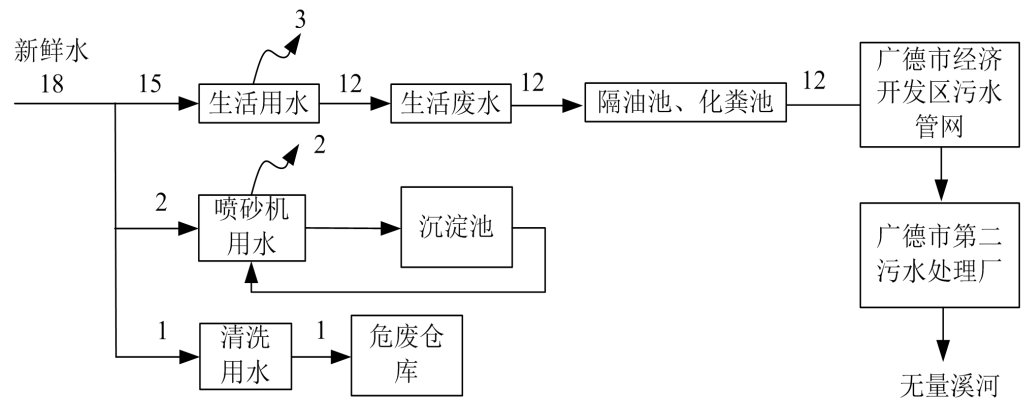 3
新鲜水
18
15
生活用水
12
生活废水
12
隔油池、化粪池
12
广德市经济
开发区污水
管网
2
2
喷砂机
用水
沉淀池
广德市第二
污水处理厂
1
清洗
用水
1
危废仓
库
无量溪河